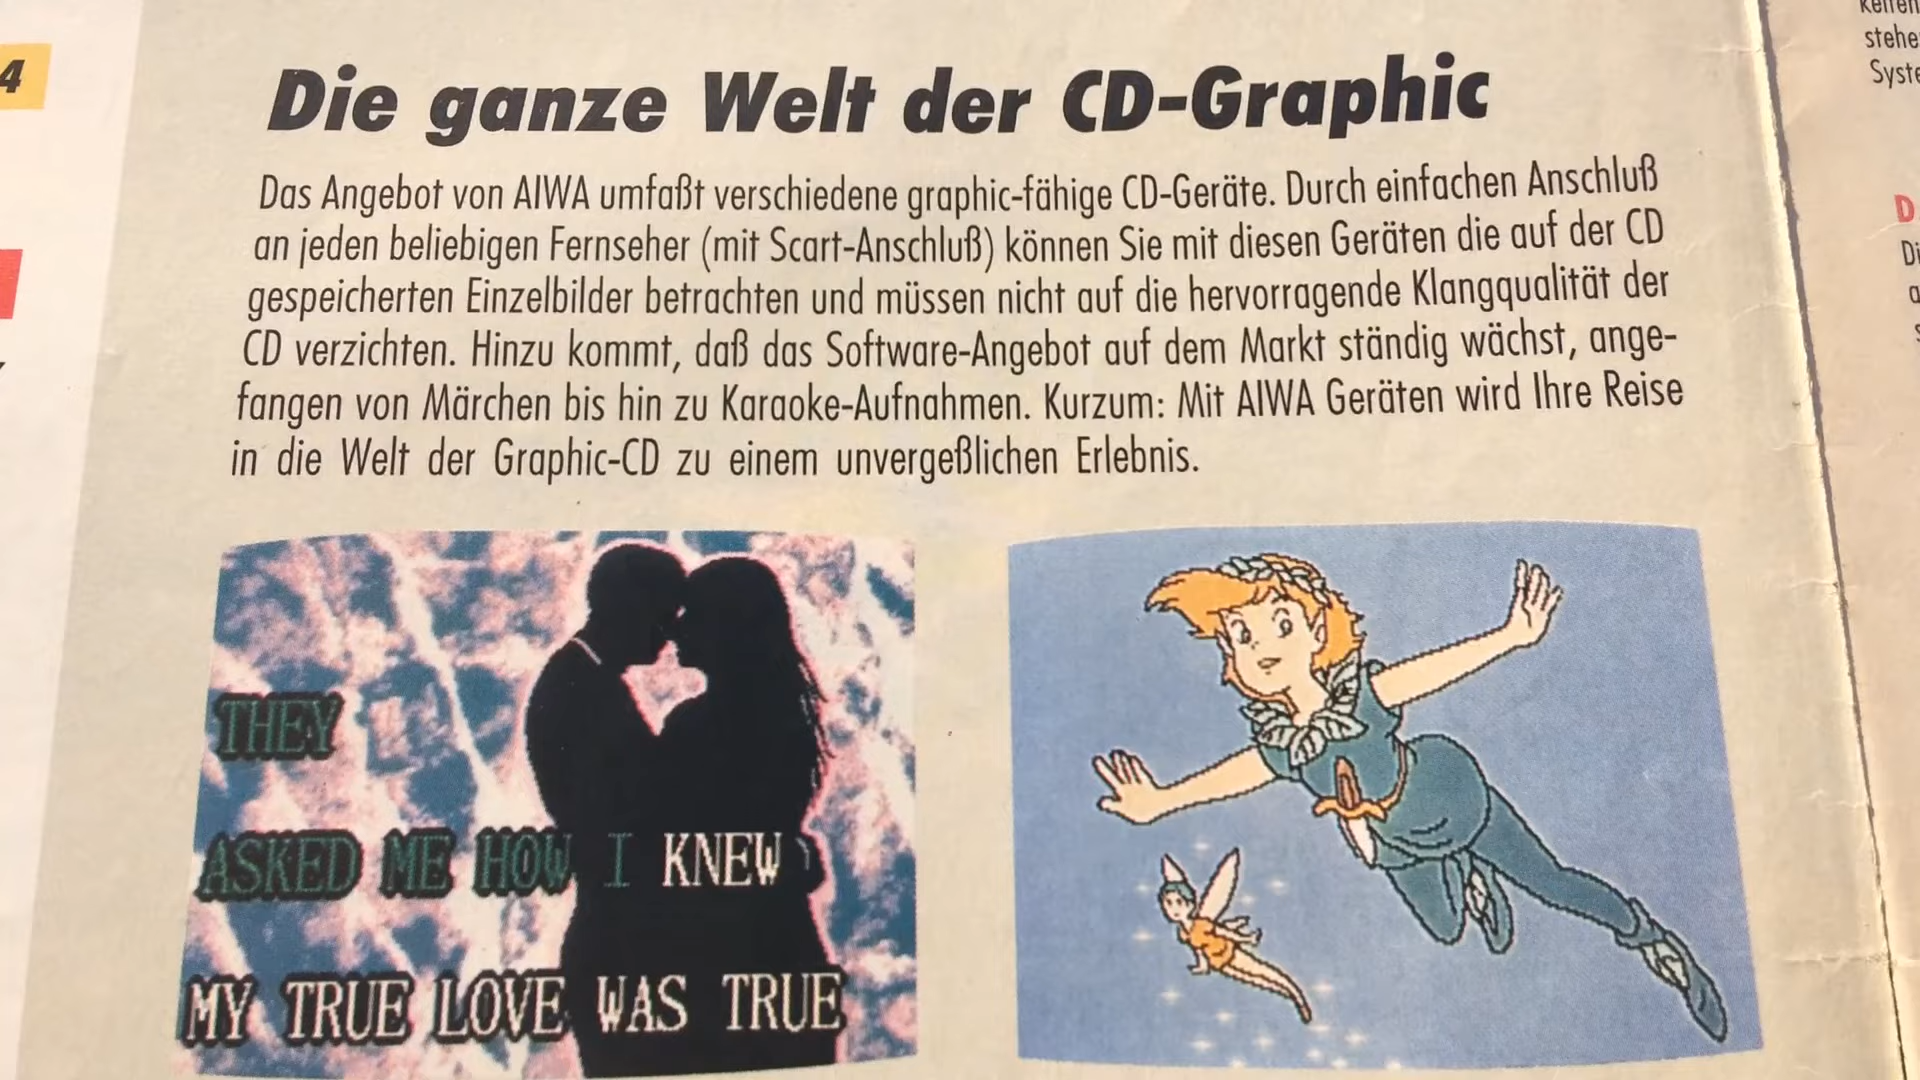 4
Die ganze Welt der CD-Graphic
Das Angebot von AIWA umfaßt verschiedene graphic-fähige CD-Geräte. Durch einfachen Anschluß
an jeden beliebigen Fernseher (mit Scart-Anschluß) können Sie mit diesen Geräten die auf der CD
gespeicherten Einzelbilder betrachten und müssen nicht auf die hervorragende Klangqualität der
CD verzichten. Hinzu kommt, daß das Software-Angebot auf dem Markt ständig wächst, ange-
fangen von Märchen bis hin zu Karaoke-Aufnahmen. Kurzum: Mit AIWA Geräten wird Ihre Reise
in die Welt der Graphic-CD zu einem unvergeßlichen Erlebnis.
THEY
ASKED ME HOW I KNEW
MY TRUE LOVE WAS TRUE
stehe
Syste
D
Di